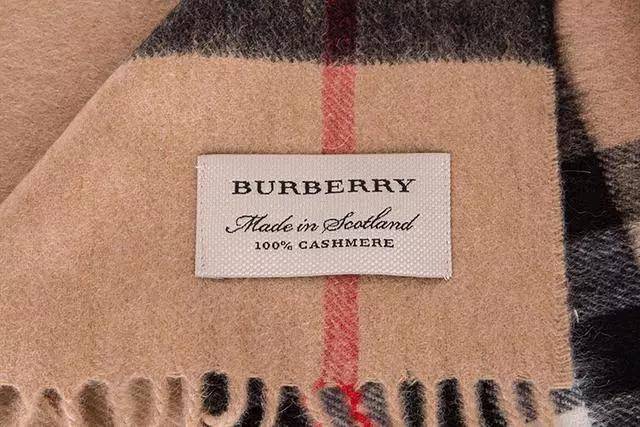 BURBERRY
Made in Scotland
100% CASHMERE